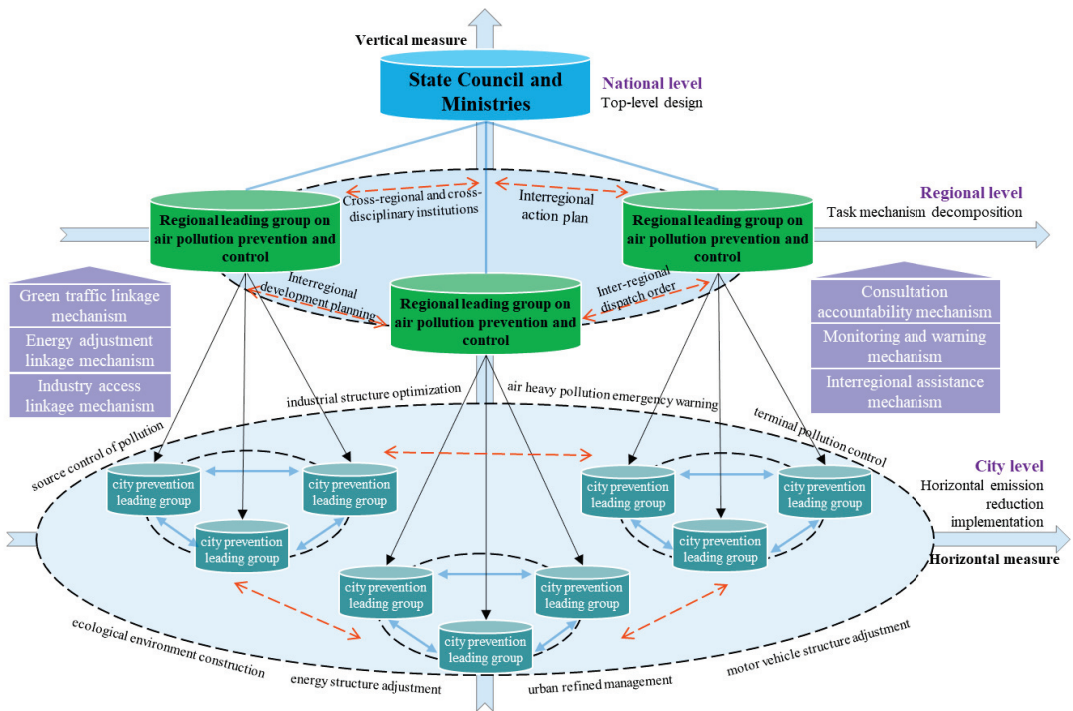 Vertical measure
State Council and
Ministries
National level
Top-level design
Cross-regional and cross-
disciplinary institutions
Interregional
action plan
Regional leading group on
air pollution prevention and
control
Regional leading group on
air pollution prevention and
control
Regional level
Task mechanism decomposition
Interregional
development planning
Inter-regional
dispatch order
Regional leading group on
air pollution prevention and
control
Green traffic linkage
mechanism
Energy adjustment
linkage mechanism
Industry access
linkage mechanism
Consultation
accountability mechanism
Monitoring and warning
mechanism
Interregional assistance
mechanism
source control of pollution
industrial structure optimization
air heavy pollution emergency warning
terminal pollution control
City level
Horizontal emission
reduction
implementation
Horizontal measure
city prevention
leading group
city prevention
leading group
city prevention
leading group
city prevention
leading group
city prevention
leading group
city prevention
leading group
city prevention
leading group
city prevention
leading group
city prevention
leading group
ecological environment construction
energy structure adjustment
urban refined management
motor vehicle structure adjustment